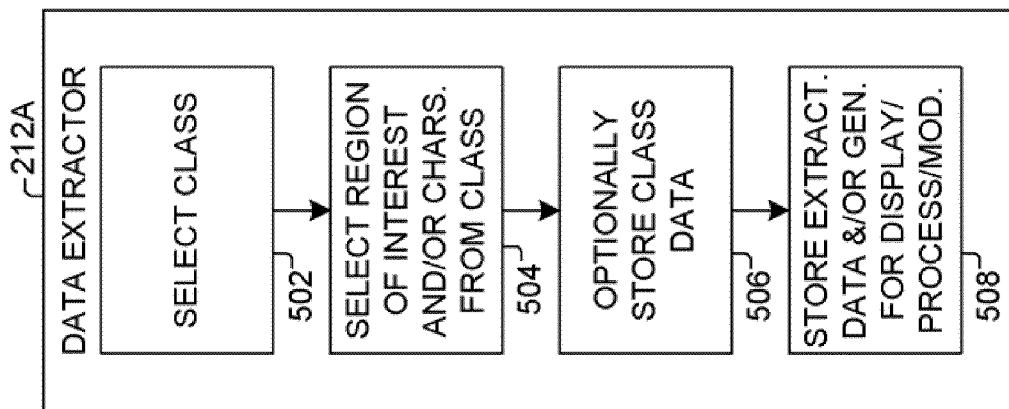 212A
DATA EXTRACTOR
SELECT CLASS
502
SELECT REGION
OF INTEREST
AND/OR CHARS.
FROM CLASS
504
OPTIONALLY
STORE CLASS
DATA
506
STORE EXTRACT.
DATA &/OR GEN.
FOR DISPLAY/
PROCESS/MOD.
508